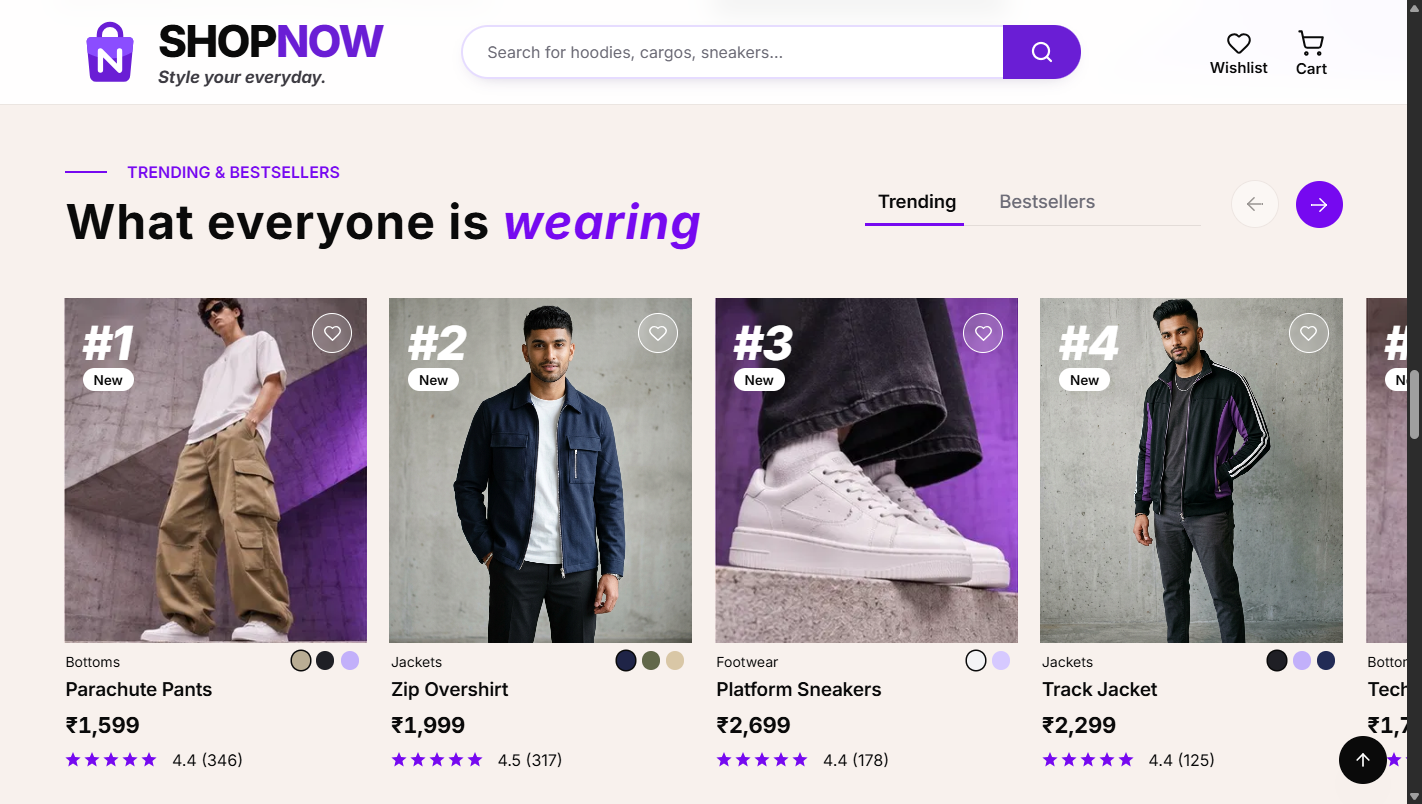 SHOPNOW
Style your everyday.
Search for hoodies, cargos, sneakers...
Wishlist
Cart
TRENDING & BESTSELLERS
What everyone is wearing
Trending
Bestsellers
#1
New
#2
New
#3
New
#4
New
#
Bottoms
Parachute Pants
₹1,599
4.4 (346)
Jackets
Zip Overshirt
₹1,999
4.5 (317)
Footwear
Platform Sneakers
₹2,699
4.4 (178)
Jackets
Track Jacket
₹2,299
4.4 (125)